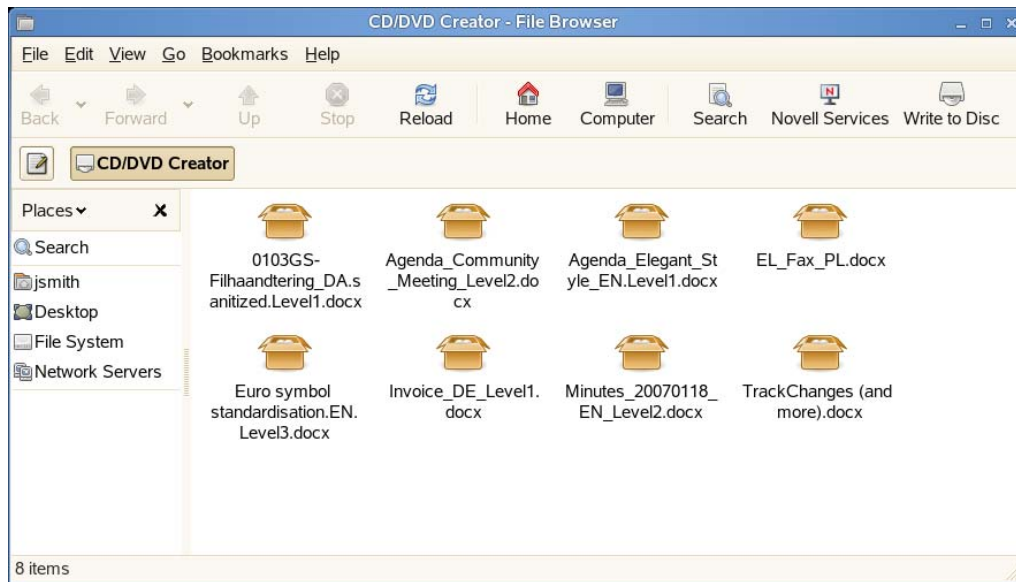 CD/DVD Creator - File Browser
File Edit View Go Bookmarks Help
Back Forward Up Stop Reload Home Computer Search Novell Services Write to Disc
CD/DVD Creator
Places
Search
jsmith
Desktop
File System
Network Servers
0103GS-
Filhaandtering_DA.s
anitized.Level1.docx
Agenda_Community
_Meeting_Level2.do
cx
Agenda_Elegant_St
yle_EN.Level1.docx
EL_Fax_PL.docx
Euro symbol
standardisation.EN.
Level3.docx
Invoice_DE_Level1.
docx
Minutes_20070118_
EN_Level2.docx
TrackChanges (and
more).docx
8 items